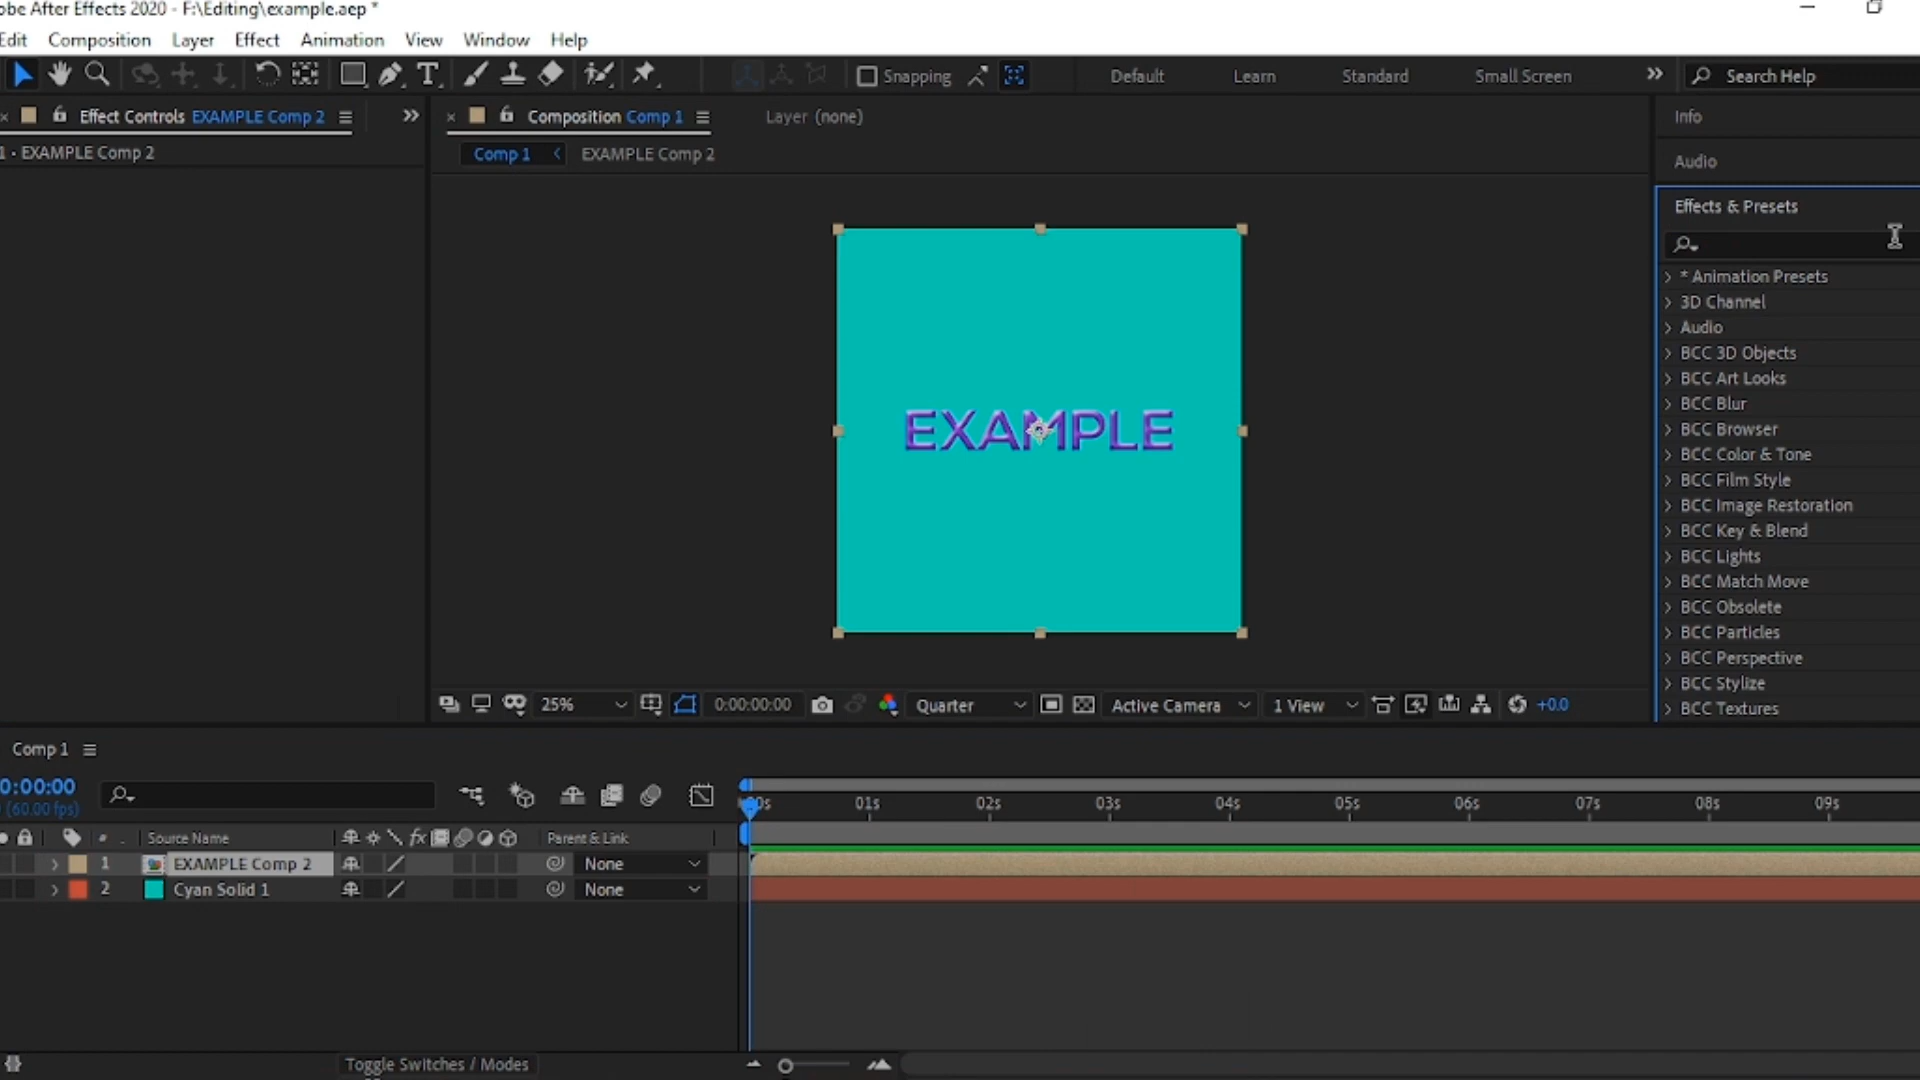 obe After Effects 2020 - F:\Editing\example.aep *
Edit Composition Layer Effect Animation View Window Help
Snapping Default Learn Standard Small Screen Search Help
Effect Controls EXAMPLE Comp 2
Composition Comp 1
Layer (none)
Info
1 · EXAMPLE Comp 2
Comp 1 EXAMPLE Comp 2
Audio
Effects & Presets
* Animation Presets
3D Channel
Audio
BCC 3D Objects
BCC Art Looks
BCC Blur
BCC Browser
BCC Color & Tone
BCC Film Style
BCC Image Restoration
BCC Key & Blend
BCC Lights
BCC Match Move
BCC Obsolete
BCC Particles
BCC Perspective
BCC Stylize
BCC Textures
EXAMPLE
25% 0:00:00:00 Quarter Active Camera 1 View +0.0
Comp 1
0:00:00
(60.00 fps)
00s 01s 02s 03s 04s 05s 06s 07s 08s 09s
# Source Name fx Parent & Link
1 EXAMPLE Comp 2 None
2 Cyan Solid 1 None
Toggle Switches / Modes